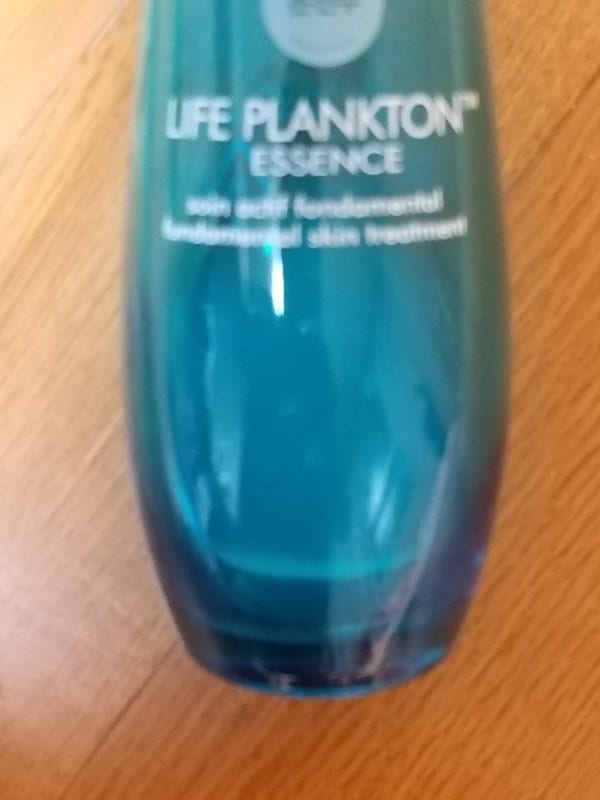 LIFE PLANKTON™
ESSENCE
soin actif fondamental
fundamental skin treatment